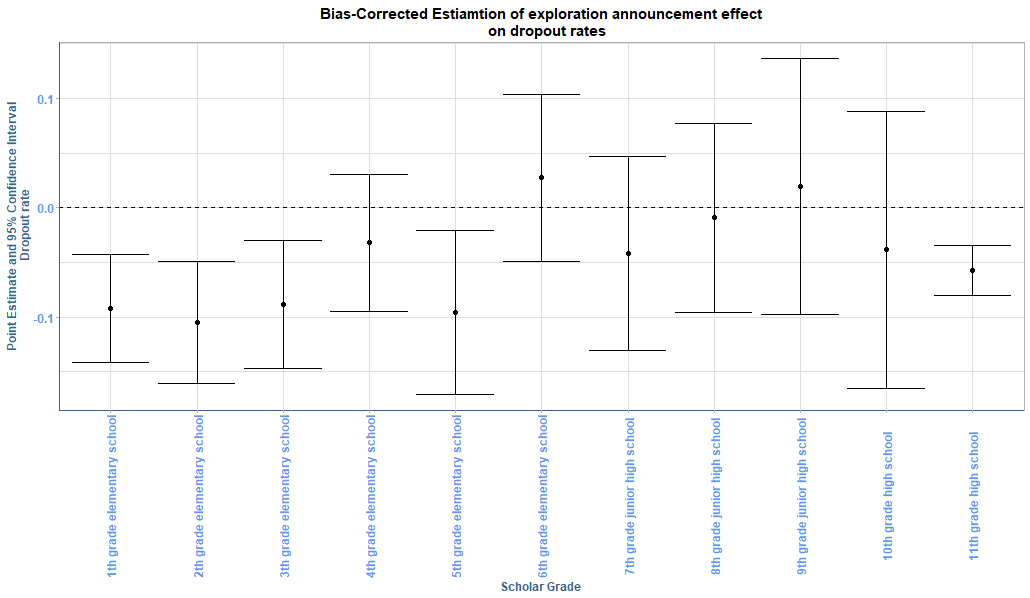 Bias-Corrected Estiamtion of exploration announcement effect
on dropout rates
Point Estimate and 95% Confidence Interval
Dropout rate
0.1
0.0
-0.1
1th grade elementary school
2th grade elementary school
3th grade elementary school
4th grade elementary school
5th grade elementary school
6th grade elementary school
7th grade junior high school
8th grade junior high school
9th grade junior high school
10th grade high school
11th grade high school
Scholar Grade